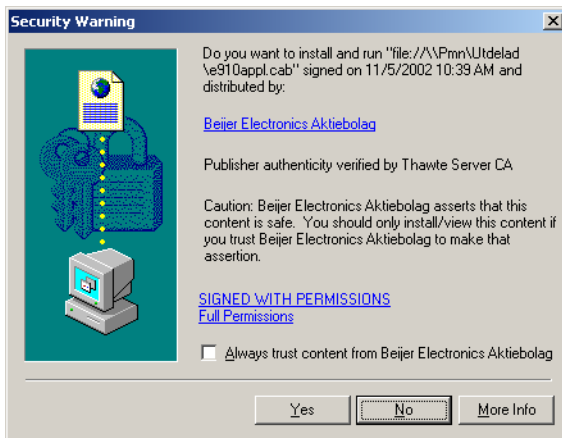 Security Warning
Do you want to install and run "file://\\Pmn\Utdelad
\e910appl.cab" signed on 11/5/2002 10:39 AM and
distributed by:
Beijer Electronics Aktiebolag
Publisher authenticity verified by Thawte Server CA
Caution: Beijer Electronics Aktiebolag asserts that this
content is safe. You should only install/view this content if
you trust Beijer Electronics Aktiebolag to make that
assertion.
SIGNED WITH PERMISSIONS
Full Permissions
Always trust content from Beijer Electronics Aktiebolag
Yes
No
More Info